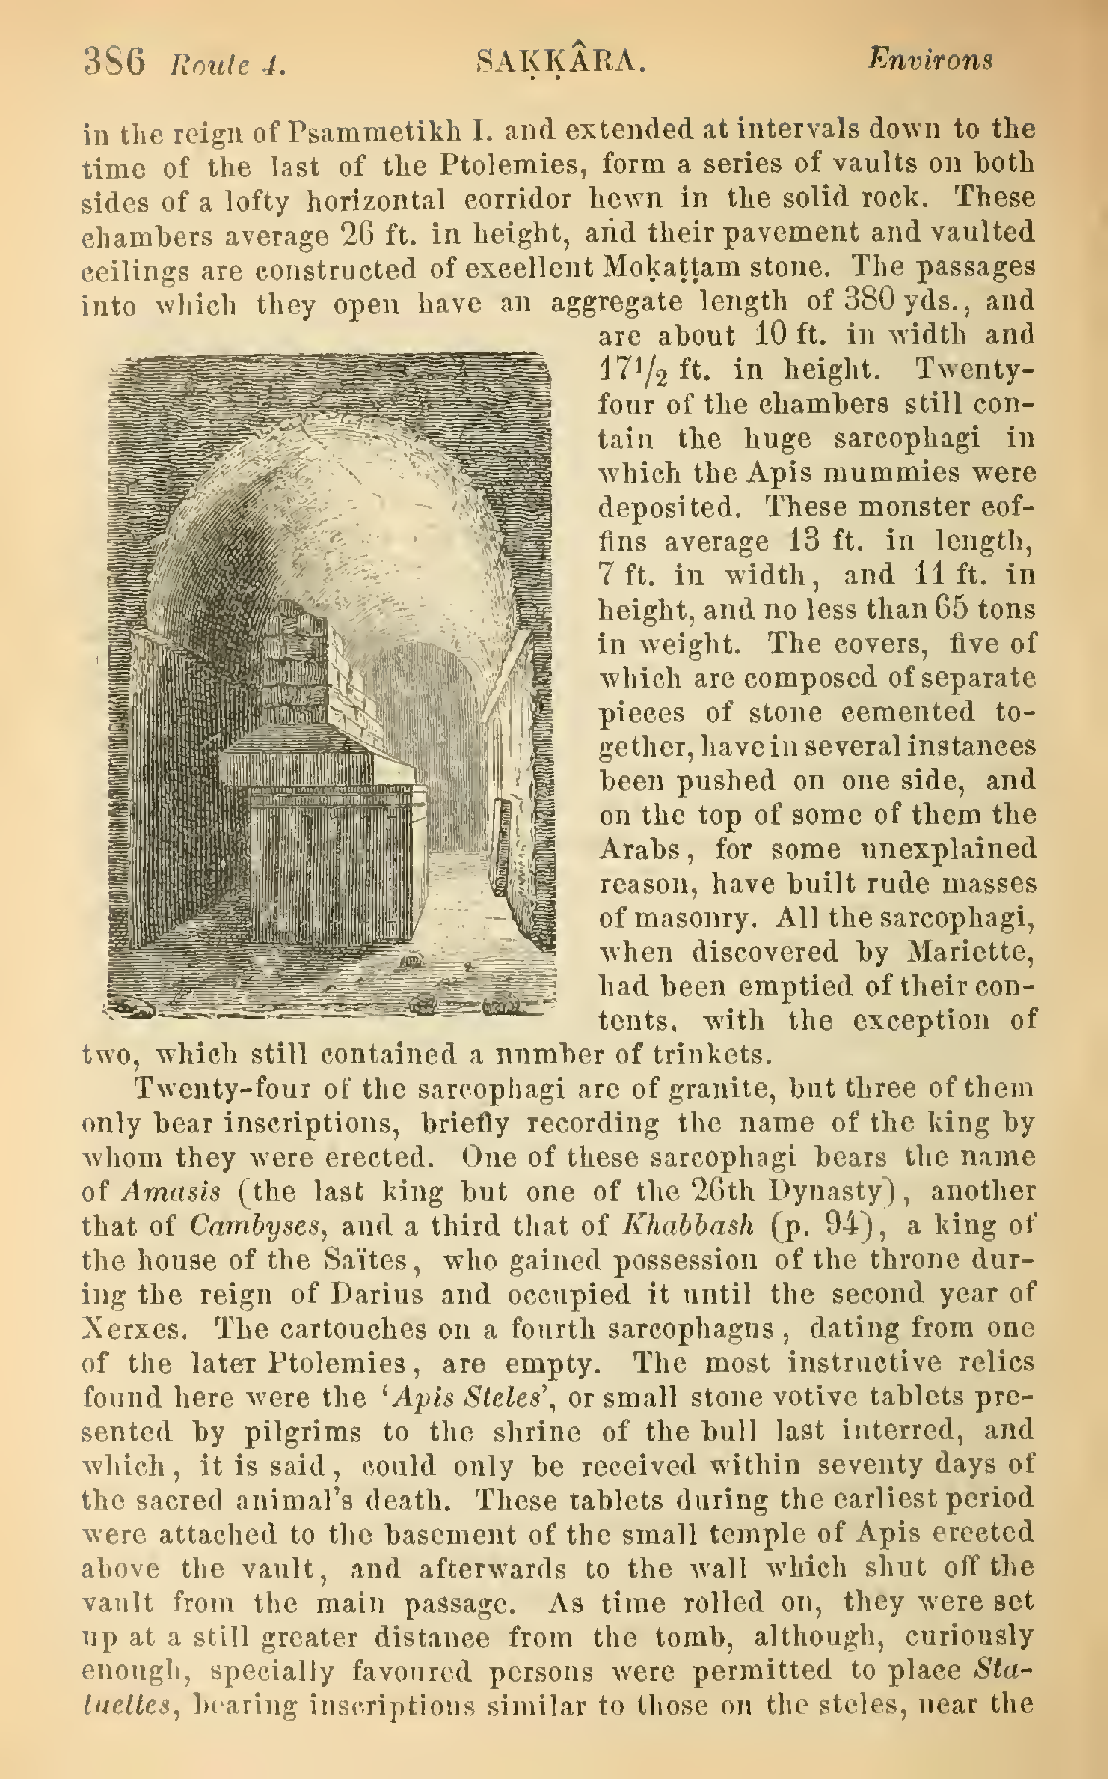 386 Route 4. SAḲḲÂRA. Environs
in the reign of Psammetikh I. and extended at intervals down to the
time of the last of the Ptolemies, form a series of vaults on both
sides of a lofty horizontal corridor hewn in the solid rock. These
chambers average 26 ft. in height, and their pavement and vaulted
ceilings are constructed of excellent Moḳaṭṭam stone. The passages
into which they open have an aggregate length of 380 yds., and
are about 10 ft. in width and
17½ ft. in height. Twenty-
four of the chambers still con-
tain the huge sarcophagi in
which the Apis mummies were
deposited. These monster cof-
fins average 13 ft. in length,
7 ft. in width, and 11 ft. in
height, and no less than 65 tons
in weight. The covers, five of
which are composed of separate
pieces of stone cemented to-
gether, have in several instances
been pushed on one side, and
on the top of some of them the
Arabs, for some unexplained
reason, have built rude masses
of masonry. All the sarcophagi,
when discovered by Mariette,
had been emptied of their con-
tents, with the exception of
two, which still contained a number of trinkets.
Twenty-four of the sarcophagi are of granite, but three of them
only bear inscriptions, briefly recording the name of the king by
whom they were erected. One of these sarcophagi bears the name
of Amasis (the last king but one of the 26th Dynasty), another
that of Cambyses, and a third that of Khabbash (p. 94), a king of
the house of the Saïtes, who gained possession of the throne dur-
ing the reign of Darius and occupied it until the second year of
Xerxes. The cartouches on a fourth sarcophagus, dating from one
of the later Ptolemies, are empty. The most instructive relics
found here were the 'Apis Steles', or small stone votive tablets pre-
sented by pilgrims to the shrine of the bull last interred, and
which, it is said, could only be received within seventy days of
the sacred animal's death. These tablets during the earliest period
were attached to the basement of the small temple of Apis erected
above the vault, and afterwards to the wall which shut off the
vault from the main passage. As time rolled on, they were set
up at a still greater distance from the tomb, although, curiously
enough, specially favoured persons were permitted to place Sta-
tuettes, bearing inscriptions similar to those on the steles, near the